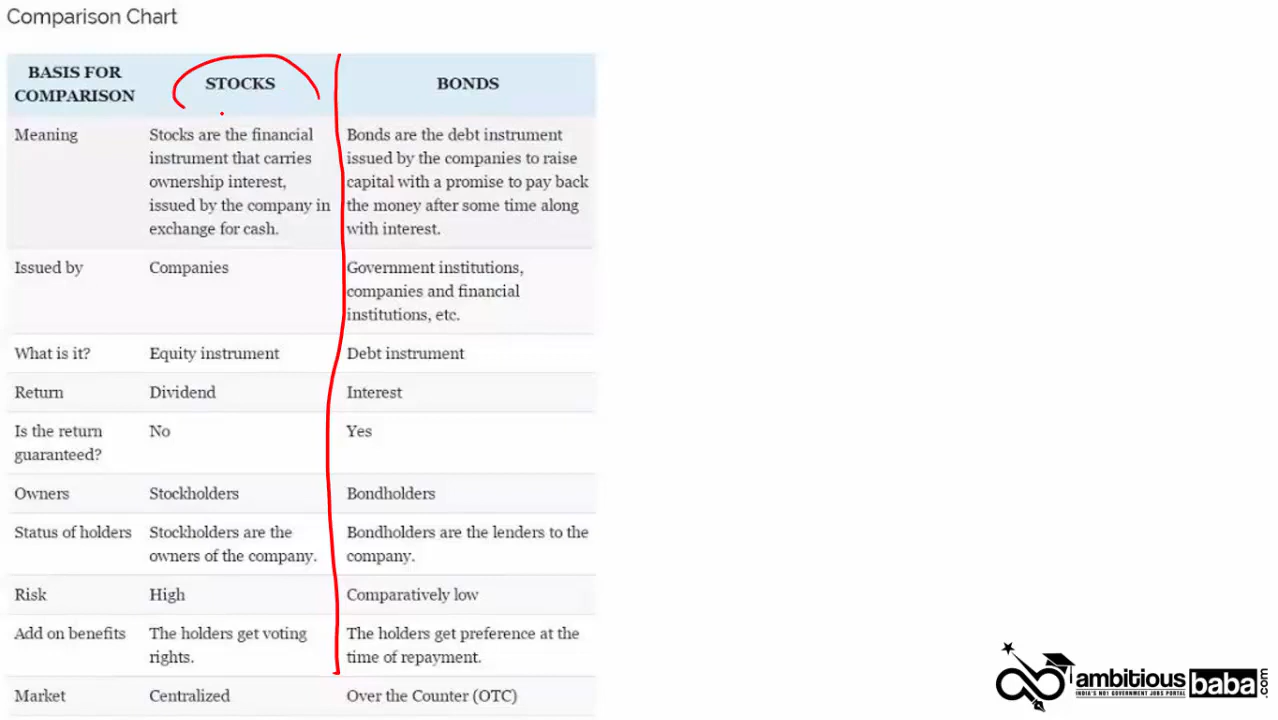 Comparison Chart
BASIS FOR COMPARISON STOCKS BONDS
Meaning Stocks are the financial Bonds are the debt instrument
instrument that carries issued by the companies to raise
ownership interest, capital with a promise to pay back
issued by the company in the money after some time along
exchange for cash. with interest.
Issued by Companies Government institutions,
companies and financial
institutions, etc.
What is it? Equity instrument Debt instrument
Return Dividend Interest
Is the return No Yes
guaranteed?
Owners Stockholders Bondholders
Status of holders Stockholders are the Bondholders are the lenders to the
owners of the company. company.
Risk High Comparatively low
Add on benefits The holders get voting The holders get preference at the
rights. time of repayment.
Market Centralized Over the Counter (OTC)
ambitiousbaba.com
INDIA'S NO1 GOVERNMENT JOBS PORTAL